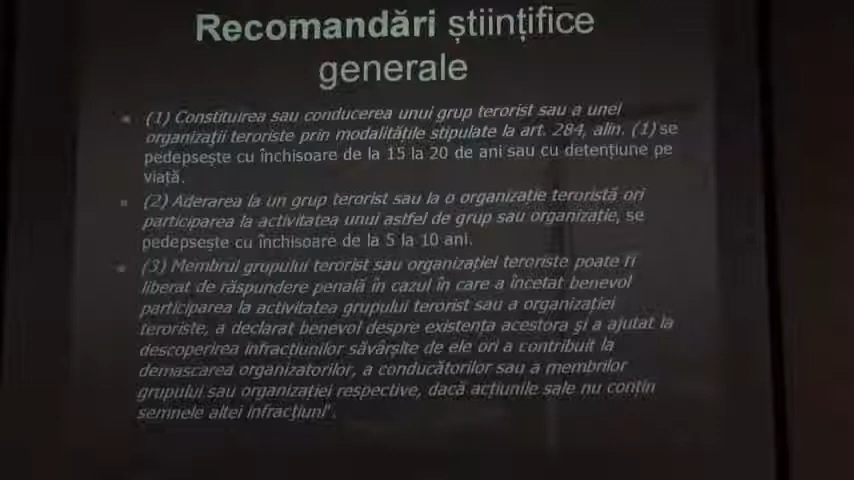 Recomandări științifice
generale
(1) Constituirea sau conducerea unui grup terorist sau a unei
organizații teroriste prin modalitățile stipulate la art. 284, alin. (1) se
pedepsește cu închisoare de la 15 la 20 de ani sau cu detențiune pe
viață.
(2) Aderarea la un grup terorist sau la o organizație teroristă ori
participarea la activitatea unui astfel de grup sau organizație, se
pedepsește cu închisoare de la 5 la 10 ani.
(3) Membrul grupului terorist sau organizației teroriste poate fi
liberat de răspundere penală în cazul în care a încetat benevol
participarea la activitatea grupului terorist sau a organizației
teroriste, a declarat benevol despre existența acestora și a ajutat la
descoperirea infracțiunilor săvârșite de ele ori a contribuit la
demascarea organizatorilor, a conducătorilor sau a membrilor
grupului sau organizației respective, dacă acțiunile sale nu conțin
semnele altei infracțiuni".